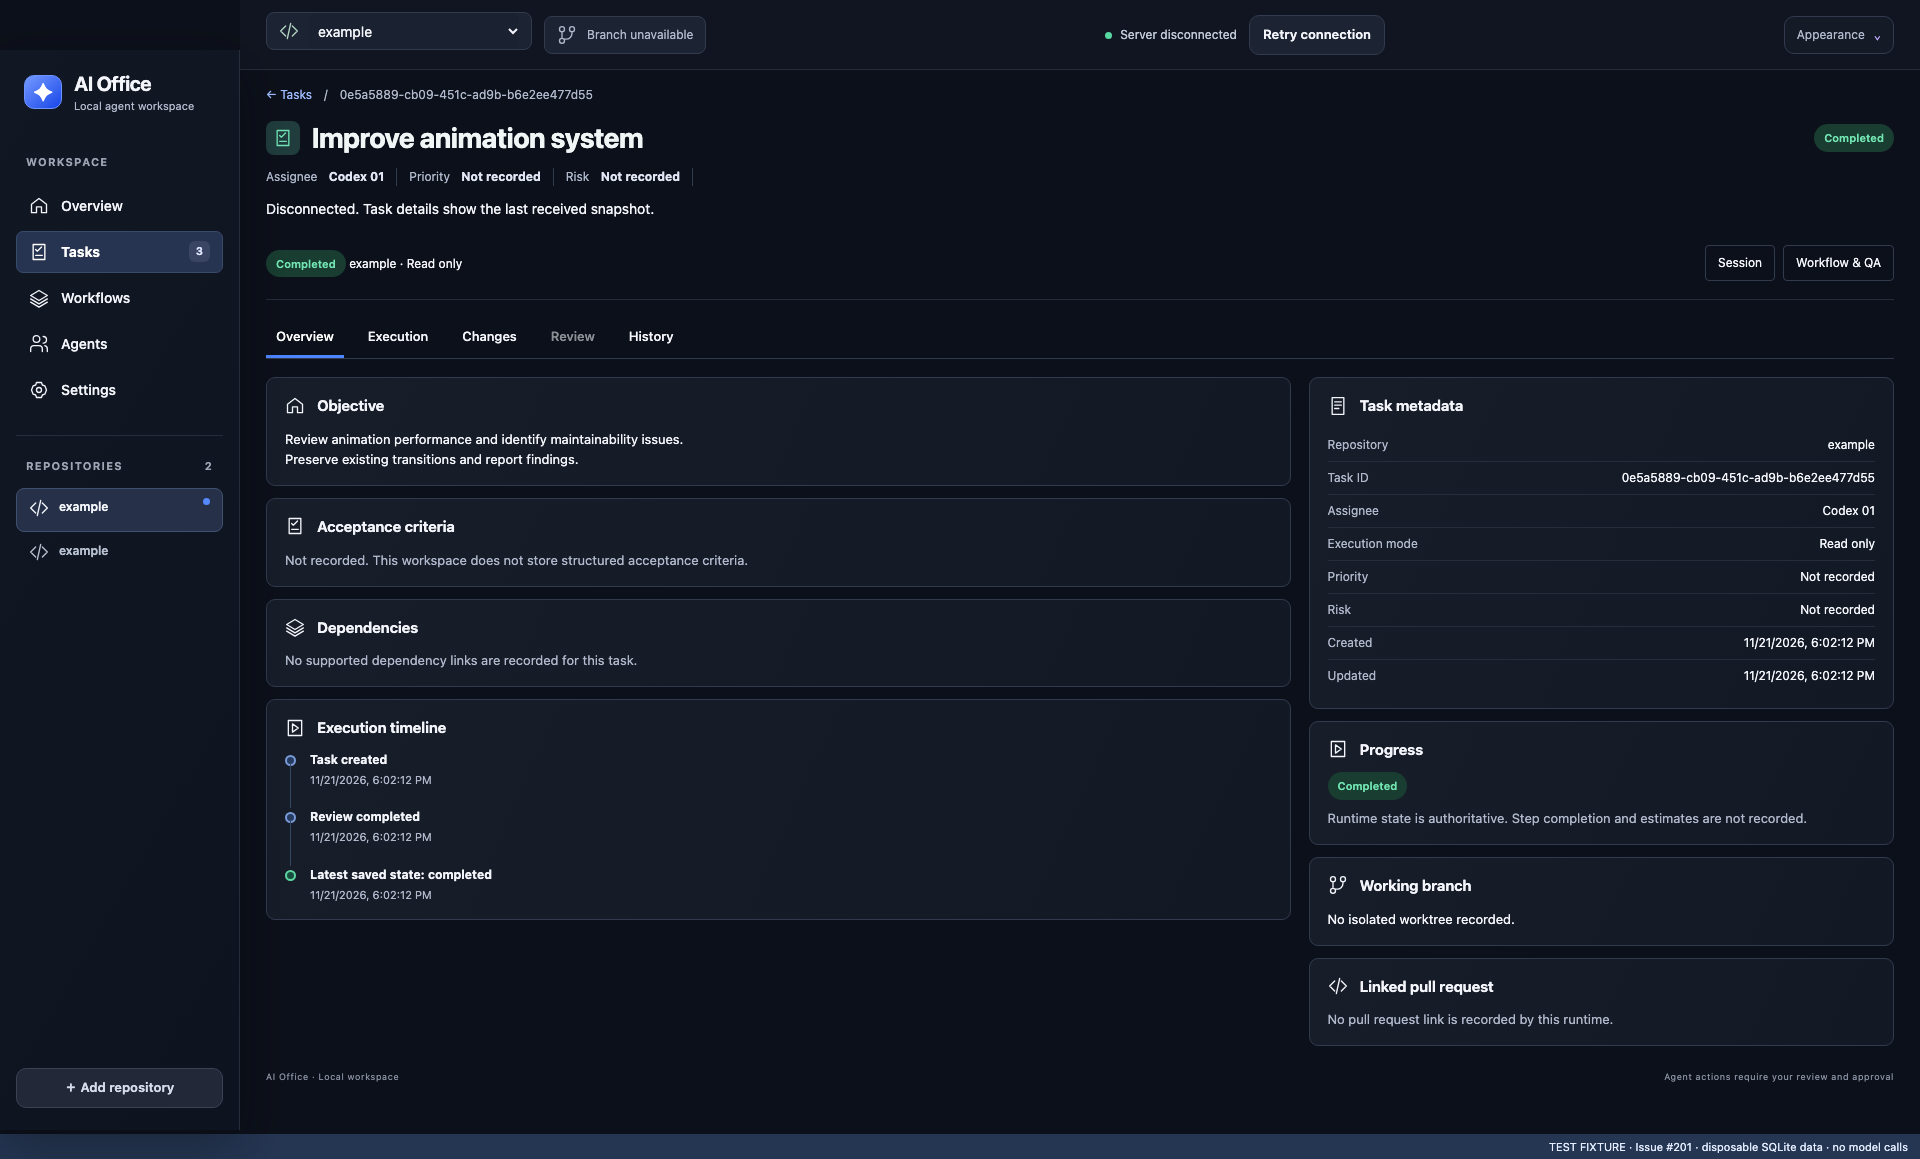 AI Office
Local agent workspace
WORKSPACE
Overview
Tasks 3
Workflows
Agents
Settings
REPOSITORIES 2
example
example
+ Add repository
example
Branch unavailable
Server disconnected
Retry connection
Appearance
← Tasks / 0e5a5889-cb09-451c-ad9b-b6e2ee477d55
Improve animation system
Completed
Assignee Codex 01 Priority Not recorded Risk Not recorded
Disconnected. Task details show the last received snapshot.
Completed example · Read only
Session
Workflow & QA
Overview Execution Changes Review History
Objective
Review animation performance and identify maintainability issues.
Preserve existing transitions and report findings.
Acceptance criteria
Not recorded. This workspace does not store structured acceptance criteria.
Dependencies
No supported dependency links are recorded for this task.
Execution timeline
Task created
11/21/2026, 6:02:12 PM
Review completed
11/21/2026, 6:02:12 PM
Latest saved state: completed
11/21/2026, 6:02:12 PM
Task metadata
Repository example
Task ID 0e5a5889-cb09-451c-ad9b-b6e2ee477d55
Assignee Codex 01
Execution mode Read only
Priority Not recorded
Risk Not recorded
Created 11/21/2026, 6:02:12 PM
Updated 11/21/2026, 6:02:12 PM
Progress
Completed
Runtime state is authoritative. Step completion and estimates are not recorded.
Working branch
No isolated worktree recorded.
Linked pull request
No pull request link is recorded by this runtime.
AI Office · Local workspace
Agent actions require your review and approval
TEST FIXTURE · Issue #201 · disposable SQLite data · no model calls